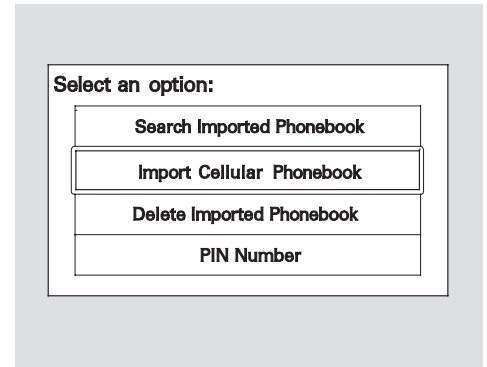 Select an option:
Search Imported Phonebook
Import Cellular Phonebook
Delete Imported Phonebook
PIN Number